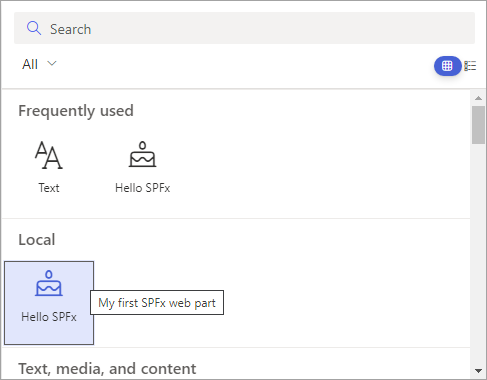 Search
All
Frequently used
Text
Hello SPFx
Local
Hello SPFx
My first SPFx web part
Text, media, and content